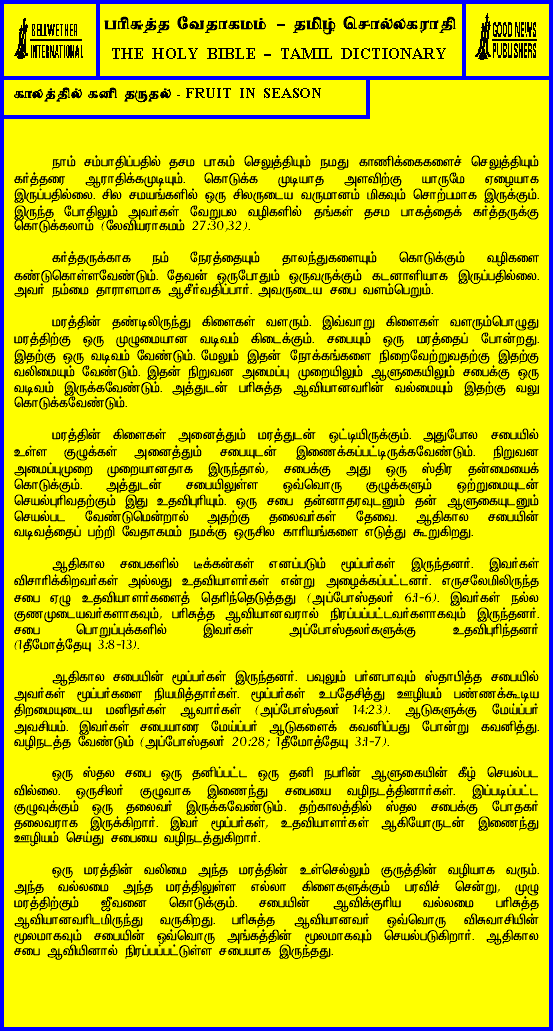 BELLWETHER
INTERNATIONAL
பரிசுத்த வேதாகமம் – தமிழ் சொல்லகராதி
THE HOLY BIBLE – TAMIL DICTIONARY
GOOD NEWS
PUBLISHERS
காலத்தில் கனி தருதல் - FRUIT IN SEASON
நாம் சம்பாதிப்பதில் தசம பாகம் செலுத்தியும் நமது காணிக்கைகளைச் செலுத்தியும்
கர்த்தரை ஆராதிக்கமுடியும். கொடுக்க முடியாத அளவிற்கு யாருமே ஏழையாக
இருப்பதில்லை. சில சமயங்களில் ஒரு சிலருடைய வருமானம் மிகவும் சொற்பமாக இருக்கும்.
இருந்த போதிலும் அவர்கள் வேறுபல வழிகளில் தங்கள் தசம பாகத்தைக் கர்த்தருக்கு
கொடுக்கலாம் (லேவியராகமம் 27:30,32).
கர்த்தருக்காக நம் நேரத்தையும் தாலந்துகளையும் கொடுக்கும் வழிகளை
கண்டுகொள்ளவேண்டும். தேவன் ஒருபோதும் ஒருவருக்கும் கடனாளியாக இருப்பதில்லை.
அவர் நம்மை தாராளமாக ஆசீர்வதிப்பார். அவருடைய சபை வளம்பெறும்.
மரத்தின் தண்டிலிருந்து கிளைகள் வளரும். இவ்வாறு கிளைகள் வளரும்பொழுது
மரத்திற்கு ஒரு முழுமையான வடிவம் கிடைக்கும். சபையும் ஒரு மரத்தைப் போன்றது.
இதற்கு ஒரு வடிவம் வேண்டும். மேலும் இதன் நோக்கங்களை நிறைவேற்றுவதற்கு இதற்கு
வலிமையும் வேண்டும். இதன் நிறுவன அமைப்பு முறையிலும் ஆளுகையிலும் சபைக்கு ஒரு
வடிவம் இருக்கவேண்டும். அத்துடன் பரிசுத்த ஆவியானவரின் வல்மையும் இதற்கு வலு
கொடுக்கவேண்டும்.
மரத்தின் கிளைகள் அனைத்தும் மரத்துடன் ஒட்டியிருக்கும். அதுபோல சபையில்
உள்ள குழுக்கள் அனைத்தும் சபையுடன் இணைக்கப்பட்டிருக்கவேண்டும். நிறுவன
அமைப்புமுறை முறையானதாக இருந்தால், சபைக்கு அது ஒரு ஸ்திர தன்மையைக்
கொடுக்கும். அத்துடன் சபையிலுள்ள ஒவ்வொரு குழுக்களும் ஒற்றுமையுடன்
செயல்புரிவதற்கும் இது உதவிபுரியும். ஒரு சபை தன்னாதரவுடனும் தன் ஆளுகையுடனும்
செயல்பட வேண்டுமென்றால் அதற்கு தலைவர்கள் தேவை. ஆதிகால சபையின்
வடிவத்தைப் பற்றி வேதாகமம் நமக்கு ஒருசில காரியங்களை எடுத்து கூறுகிறது.
ஆதிகால சபைகளில் டீக்கன்கள் எனப்படும் மூப்பர்கள் இருந்தனர். இவர்கள்
விசாரிக்கிறவர்கள் அல்லது உதவியாளர்கள் என்று அழைக்கப்பட்டனர். எருசலேமிலிருந்த
சபை ஏழு உதவியாளர்களைத் தெரிந்தெடுத்தது (அப்போஸ்தலர் 6:1-6). இவர்கள் நல்ல
குணமுடையவர்களாகவும், பரிசுத்த ஆவியானவரால் நிரப்பப்பட்டவர்களாகவும் இருந்தனர்.
சபை பொறுப்புக்களில் இவர்கள் அப்போஸ்தலர்களுக்கு உதவிபுரிந்தனர்
(1தீமோத்தேயு 3:8-13).
ஆதிகால சபையின் மூப்பர்கள் இருந்தனர். பவுலும் பர்னபாவும் ஸ்தாபித்த சபையில்
அவர்கள் மூப்பர்களை நியமித்தார்கள். மூப்பர்கள் உபதேசித்து ஊழியம் பண்ணக்கூடிய
திறமையுடைய மனிதர்கள் ஆவார்கள் (அப்போஸ்தலர் 14:23). ஆடுகளுக்கு மேய்ப்பர்
அவசியம். இவர்கள் சபையாரை மேய்ப்பர் ஆடுகளைக் கவனிப்பது போன்று கவனித்து.
வழிநடத்த வேண்டும் (அப்போஸ்தலர் 20:28; 1தீமோத்தேயு 3:1-7).
ஒரு ஸ்தல சபை ஒரு தனிப்பட்ட ஒரு தனி நபரின் ஆளுகையின் கீழ் செயல்பட
வில்லை. ஒருசிலர் குழுவாக இணைந்து சபையை வழிநடத்தினார்கள். இப்படிப்பட்ட
குழுவுக்கும் ஒரு தலைவர் இருக்கவேண்டும். தற்காலத்தில் ஸ்தல சபைக்கு போதகர்
தலைவராக இருக்கிறார். இவர் மூப்பர்கள், உதவியாளர்கள் ஆகியோருடன் இணைந்து
ஊழியம் செய்து சபையை வழிநடத்துகிறார்.
ஒரு மரத்தின் வலிமை அந்த மரத்தின் உள்செல்லும் குருத்தின் வழியாக வரும்.
அந்த வல்லமை அந்த மரத்திலுள்ள எல்லா கிளைகளுக்கும் பரவிச் சென்று, முழு
மரத்திற்கும் ஜீவனை கொடுக்கும். சபையின் ஆவிக்குரிய வல்லமை பரிசுத்த
ஆவியானவரிடமிருந்து வருகிறது. பரிசுத்த ஆவியானவர் ஒவ்வொரு விசுவாசியின்
மூலமாகவும் சபையின் ஒவ்வொரு அங்கத்தின் மூலமாகவும் செயல்படுகிறார். ஆதிகால
சபை ஆவியினால் நிரப்பப்பட்டுள்ள சபையாக இருந்தது.